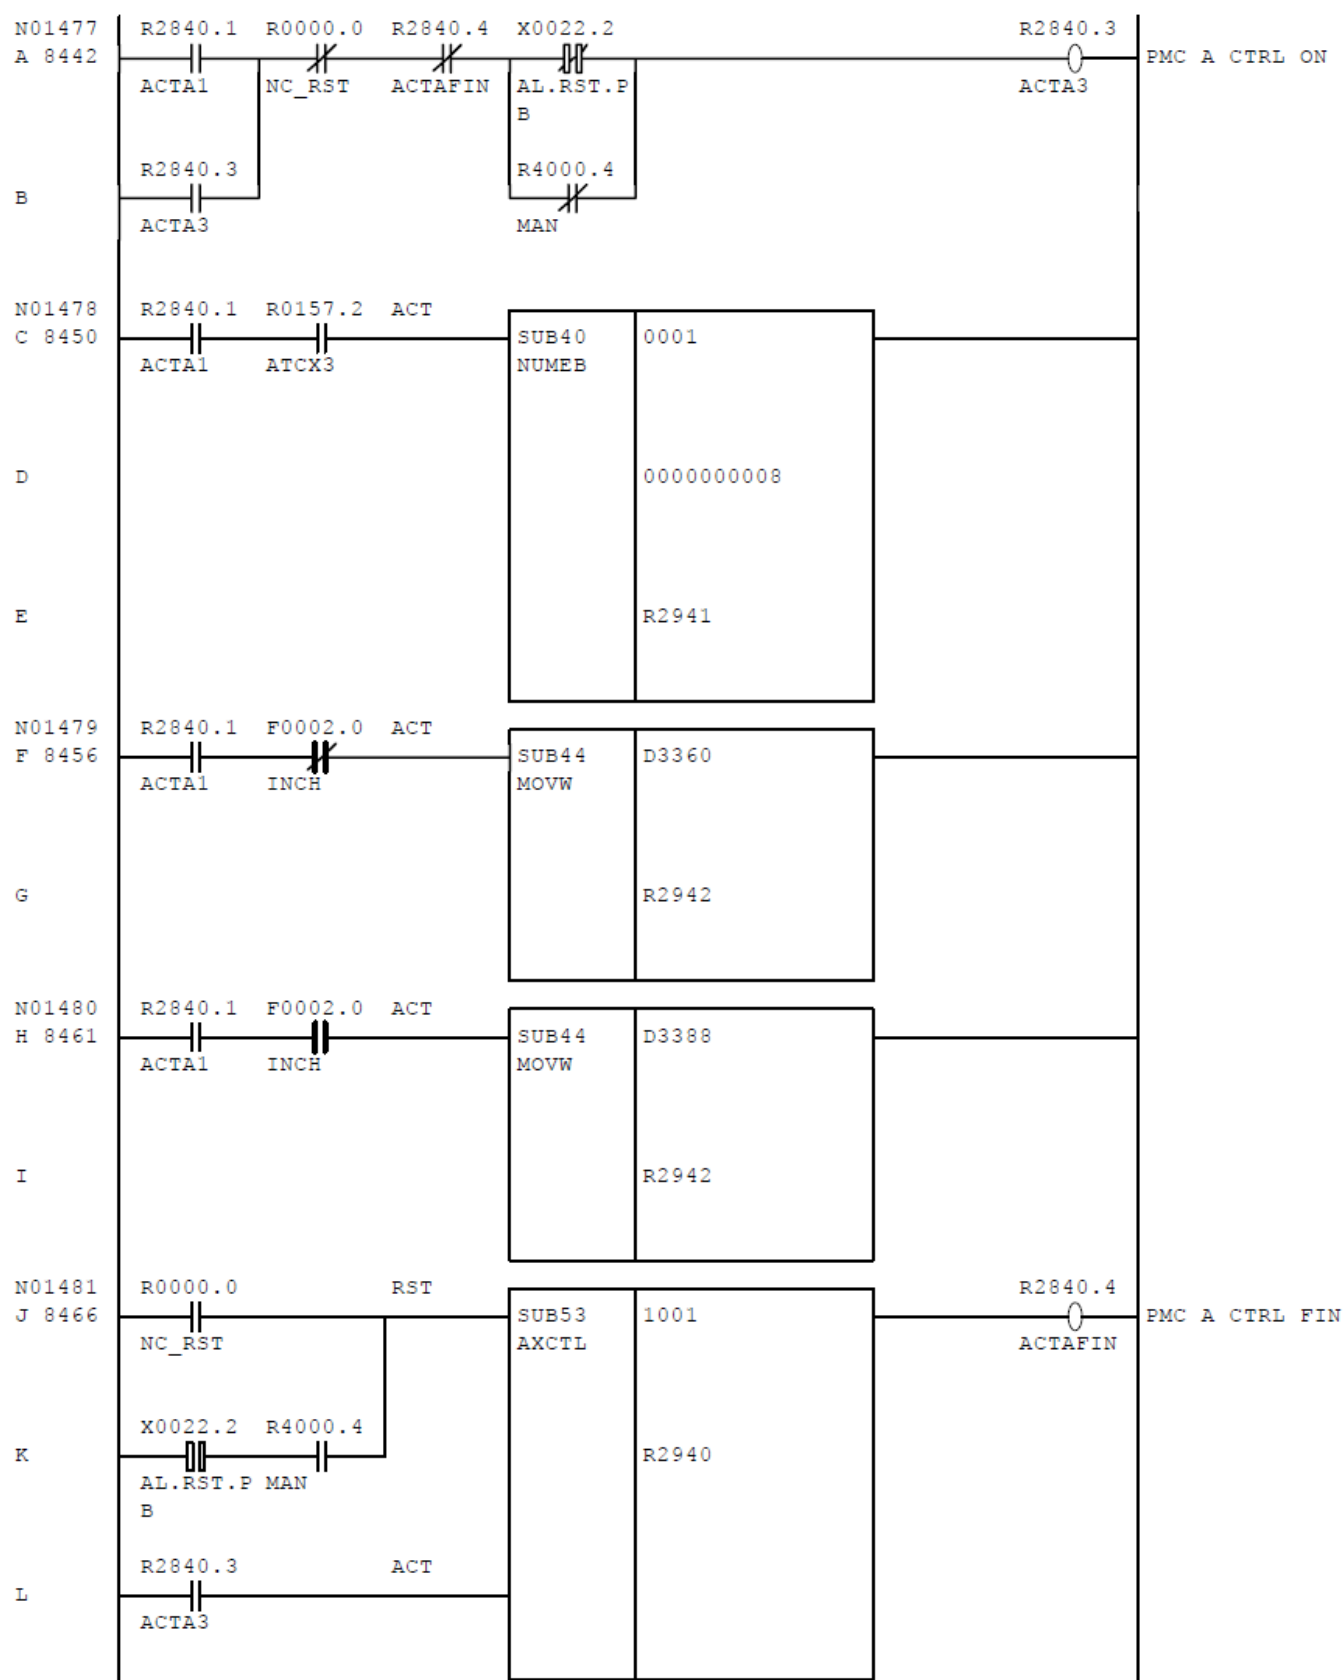 N01477 R2840.1 R0000.0 R2840.4 X0022.2 R2840.3
A 8442 PMC A CTRL ON
ACTA1 NC_RST ACTAFIN AL.RST.P ACTA3
B
R2840.3 R4000.4
B
ACTA3 MAN
N01478 R2840.1 R0157.2 ACT
C 8450 SUB40 0001
ACTA1 ATCX3 NUMEB
D 0000000008
E R2941
N01479 R2840.1 F0002.0 ACT
F 8456 SUB44 D3360
ACTA1 INCH MOVW
G R2942
N01480 R2840.1 F0002.0 ACT
H 8461 SUB44 D3388
ACTA1 INCH MOVW
I R2942
N01481 R0000.0 RST R2840.4
J 8466 SUB53 1001 PMC A CTRL FIN
NC_RST AXCTL ACTAFIN
X0022.2 R4000.4
K R2940
AL.RST.P MAN
B
R2840.3 ACT
L
ACTA3